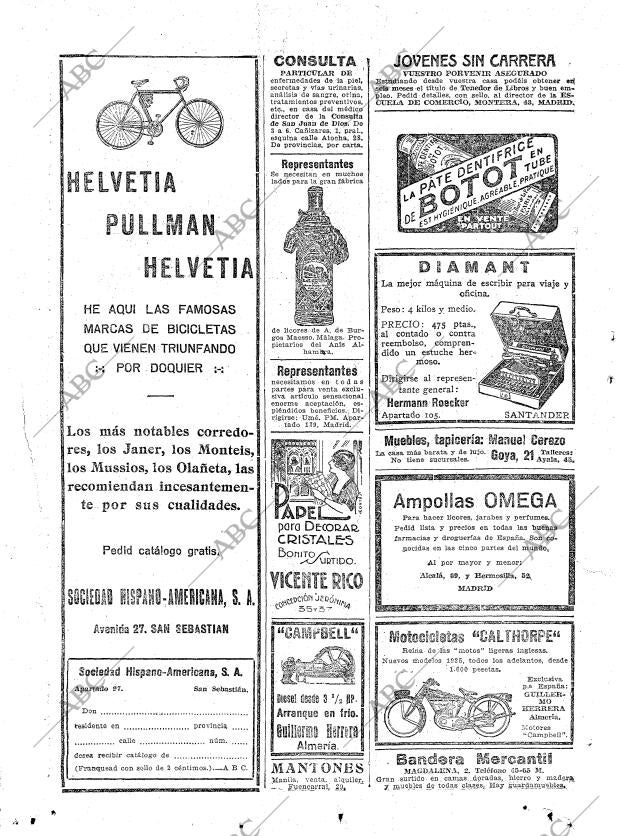 HELVETIA
PULLMAN
HELVETIA
HE AQUI LAS FAMOSAS
MARCAS DE BICICLETAS
QUE VIENEN TRIUNFANDO
:-: POR DOQUIER :-:
Los más notables corredo-
res, los Janer, los Monteis,
los Mussios, los Olañeta, las
recomiendan incesantemen-
te por sus cualidades.
Pedid catálogo gratis,
SOCIEDAD HISPANO-AMERICANA, S. A.
Avenida 27. SAN SEBASTIAN
Sociedad Hispano-Americana, S. A.
Apartado 97. San Sebastián.
Don
residente en provincia
calle núm.
desea recibir catálogo de
(Franquead con sello de 2 céntimos.)—A B C.
CONSULTA
PARTICULAR DE
enfermedades de la piel,
secretas y vías urinarias,
análisis de sangre, orina,
tratamientos preventivos,
etc., en casa del médico
director de la Consulta
de San Juan de Dios. De
3 a 6. Cañizares, 1, pral.,
esquina calle Atocha, 23.
De provincias, por carta.
Representantes
Se necesitan en muchos
lados para la gran fábrica
de licores de A. de Bur-
gos Maesso. Málaga. Pro-
pietarios del Anís Al-
hambra.
Representantes
necesitamos en todas
partes para venta exclusi-
va artículo sensacional
enorme aceptación, es-
pléndidos beneficios. Di-
rigirse: Umé. PM. Apar-
tado 139, Madrid.
PAPEL
para DECORAR
CRISTALES
BONITO
SURTIDO.
VICENTE RICO
CONCEPCIÓN JERÓNIMA
35 y 37
"CAMPBELL"
Diesel desde 3 1/2 HP.
Arranque en frío.
Guillermo Herrera
Almería.
MANTONES
Manila, venta, alquiler.
Fuencarral, 29.
JOVENES SIN CARRERA
VUESTRO PORVENIR ASEGURADO
Estudiando desde vuestra casa podéis obtener en
seis meses el título de Tenedor de Libros y buen em-
pleo. Pedid detalles, con sello, al director de la ES-
CUELA DE COMERCIO, MONTERA, 43, MADRID.
LA PATE DENTIFRICE
DE BOTOT EN TUBE
EST HYGIÉNIQUE, AGRÉABLE, PRATIQUE
EN VENTE
PARTOUT
DIAMANT
La mejor máquina de escribir para viaje y
oficina.
Peso: 4 kilos y medio.
PRECIO: 475 ptas.,
al contado o contra
reembolso, compren-
dido un estuche her-
moso.
Dirigirse al represen-
tante general:
Hermann Roecker
Apartado 105. SANTANDER
Muebles, tapicería: Manuel Cerezo
La casa más barata y de lujo.
No tiene sucursales.
Goya, 21
Talleres:
Ayala, 45.
Ampollas OMEGA
Para hacer licores, jarabes y perfumes.
Pedid lista y precios en todas las buenas
farmacias y droguerías de España. Son co-
nocidas en las cinco partes del mundo.
Al por mayor y menor:
Alcalá, 69, y Hermosilla, 52,
MADRID
Motocicletas "CALTHORPE"
Reina de las "motos" ligeras inglesas.
Nuevos modelos 1925, todos los adelantos, desde
1.600 pesetas.
Exclusiva
p.a España:
GUILLER-
MO
HERRERA
Almería.
Motores
"Campbell".
Bandera Mercantil
MAGDALENA, 2. Teléfono 45-65 M.
Gran surtido en camas doradas, hierro y madera
y muebles de todas clases. Hay guardamuebles.